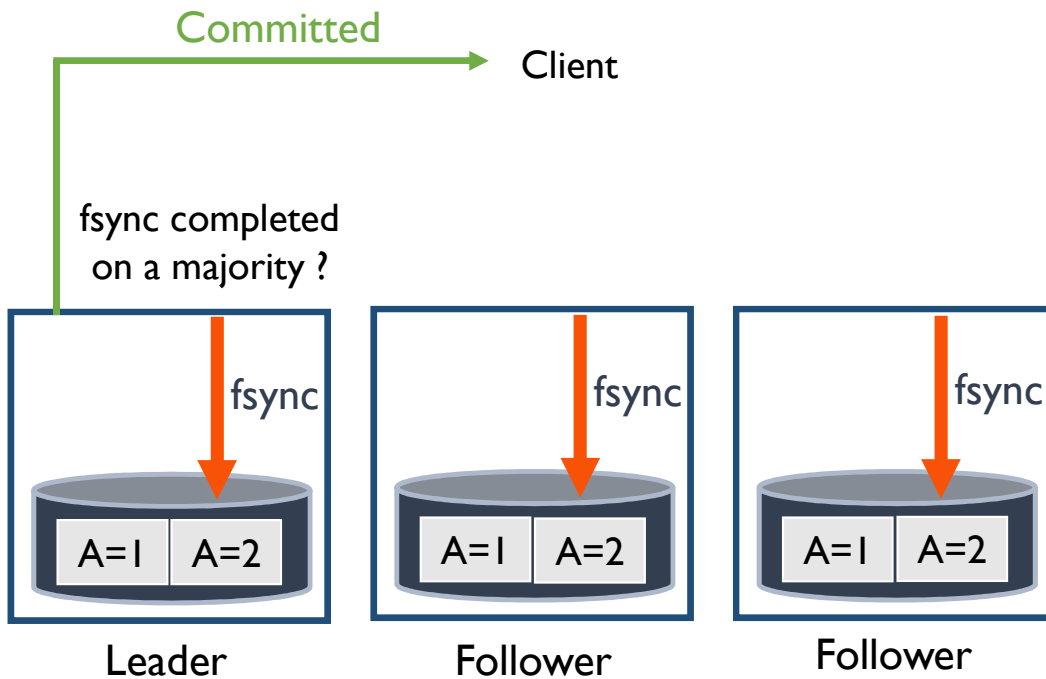 Committed
Client
fsync completed
on a majority ?
fsync
fsync
fsync
A=1 A=2
A=1 A=2
A=1 A=2
Leader
Follower
Follower